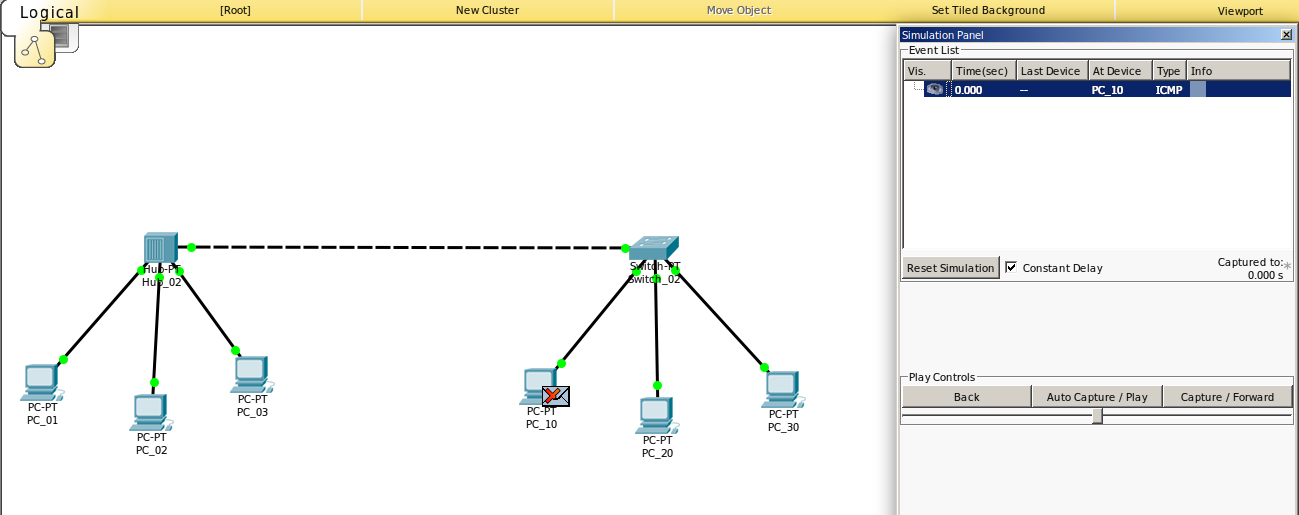 Logical
[Root]
New Cluster
Move Object
Set Tiled Background
Viewport
Simulation Panel
Event List
Vis. Time(sec) Last Device At Device Type Info
0.000 -- PC_10 ICMP
Reset Simulation
Constant Delay
Captured to:
0.000 s
*
Play Controls
Back
Auto Capture / Play
Capture / Forward
Hub-PT
Hub_02
Switch-PT
Switch_02
PC-PT
PC_01
PC-PT
PC_02
PC-PT
PC_03
PC-PT
PC_10
PC-PT
PC_20
PC-PT
PC_30